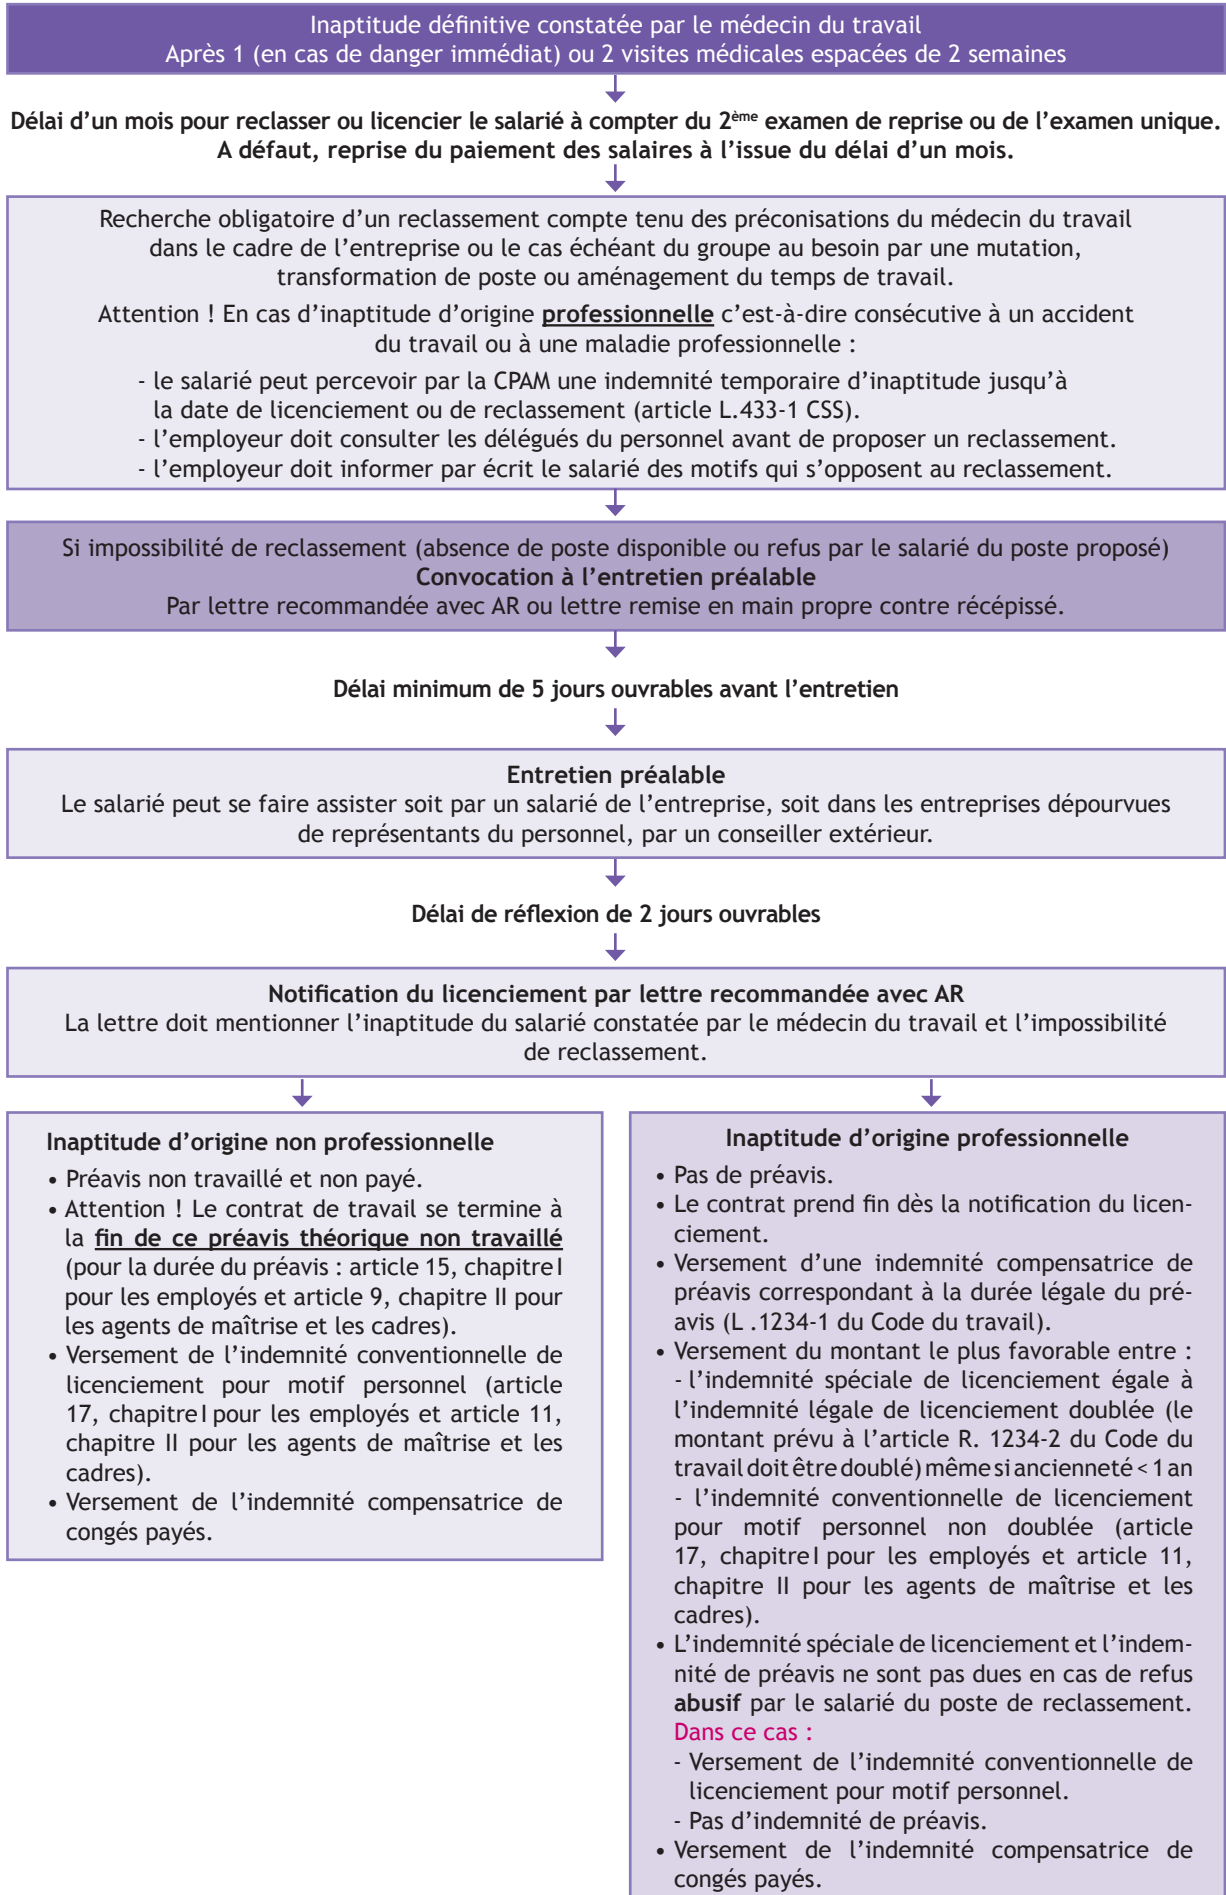 Inaptitude définitive constatée par le médecin du travail
Après 1 (en cas de danger immédiat) ou 2 visites médicales espacées de 2 semaines
Délai d’un mois pour reclasser ou licencier le salarié à compter du 2ème examen de reprise ou de l’examen unique.
A défaut, reprise du paiement des salaires à l’issue du délai d’un mois.
Recherche obligatoire d’un reclassement compte tenu des préconisations du médecin du travail
dans le cadre de l’entreprise ou le cas échéant du groupe au besoin par une mutation,
transformation de poste ou aménagement du temps de travail.
Attention ! En cas d’inaptitude d’origine professionnelle c’est-à-dire consécutive à un accident
du travail ou à une maladie professionnelle :
- le salarié peut percevoir par la CPAM une indemnité temporaire d’inaptitude jusqu’à
la date de licenciement ou de reclassement (article L.433-1 CSS).
- l’employeur doit consulter les délégués du personnel avant de proposer un reclassement.
- l’employeur doit informer par écrit le salarié des motifs qui s’opposent au reclassement.
Si impossibilité de reclassement (absence de poste disponible ou refus par le salarié du poste proposé)
Convocation à l’entretien préalable
Par lettre recommandée avec AR ou lettre remise en main propre contre récépissé.
Délai minimum de 5 jours ouvrables avant l’entretien
Entretien préalable
Le salarié peut se faire assister soit par un salarié de l’entreprise, soit dans les entreprises dépourvues
de représentants du personnel, par un conseiller extérieur.
Délai de réflexion de 2 jours ouvrables
Notification du licenciement par lettre recommandée avec AR
La lettre doit mentionner l’inaptitude du salarié constatée par le médecin du travail et l’impossibilité
de reclassement.
Inaptitude d’origine non professionnelle
• Préavis non travaillé et non payé.
• Attention ! Le contrat de travail se termine à
la fin de ce préavis théorique non travaillé
(pour la durée du préavis : article 15, chapitre I
pour les employés et article 9, chapitre II pour
les agents de maîtrise et les cadres).
• Versement de l’indemnité conventionnelle de
licenciement pour motif personnel (article
17, chapitre I pour les employés et article 11,
chapitre II pour les agents de maîtrise et les
cadres).
• Versement de l’indemnité compensatrice de
congés payés.
Inaptitude d’origine professionnelle
• Pas de préavis.
• Le contrat prend fin dès la notification du licen-
ciement.
• Versement d’une indemnité compensatrice de
préavis correspondant à la durée légale du pré-
avis (L .1234-1 du Code du travail).
• Versement du montant le plus favorable entre :
- l’indemnité spéciale de licenciement égale à
l’indemnité légale de licenciement doublée (le
montant prévu à l’article R. 1234-2 du Code du
travail doit être doublé) même si ancienneté < 1 an
- l’indemnité conventionnelle de licenciement
pour motif personnel non doublée (article
17, chapitre I pour les employés et article 11,
chapitre II pour les agents de maîtrise et les
cadres).
• L’indemnité spéciale de licenciement et l’indem-
nité de préavis ne sont pas dues en cas de refus
abusif par le salarié du poste de reclassement.
Dans ce cas :
- Versement de l’indemnité conventionnelle de
licenciement pour motif personnel.
- Pas d’indemnité de préavis.
• Versement de l’indemnité compensatrice de
congés payés.